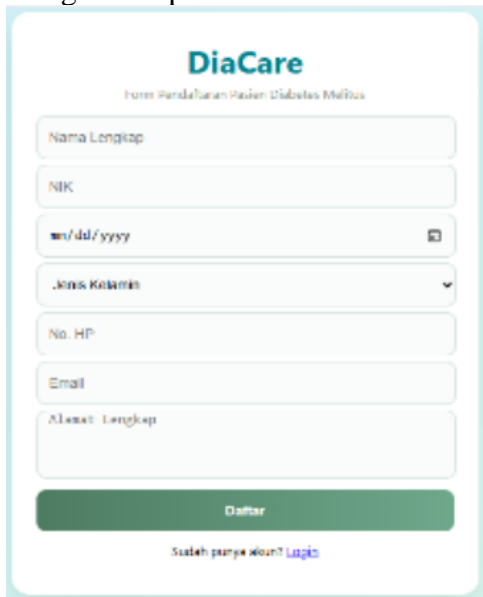 DiaCare
Form Pendaftaran Pasien Diabetes Melitus
Nama Lengkap
NIK
mm/dd/yyyy
Jenis Kelamin
No. HP
Email
Alamat Lengkap
Daftar
Sudah punya akun? Login